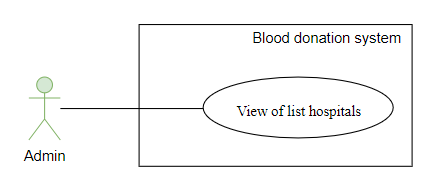 Blood donation system
View of list hospitals
Admin